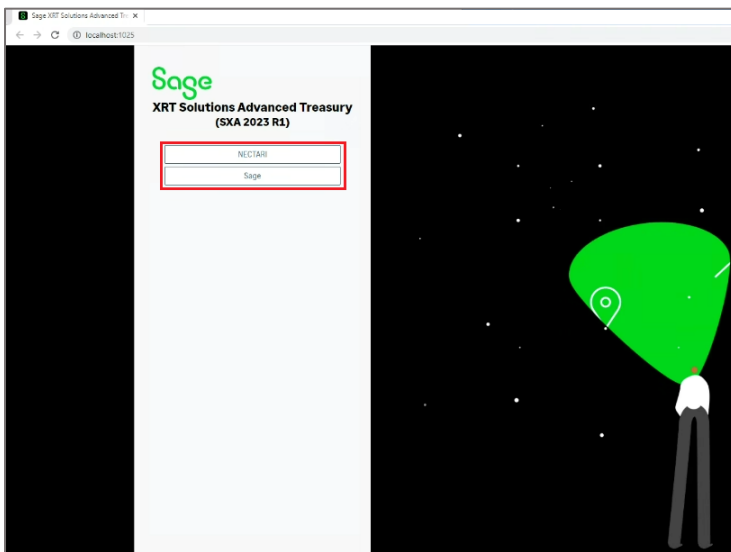 Sage XRT Solutions Advanced Tr
localhost:1025
Sage
XRT Solutions Advanced Treasury
(SXA 2023 R1)
NECTARI
Sage